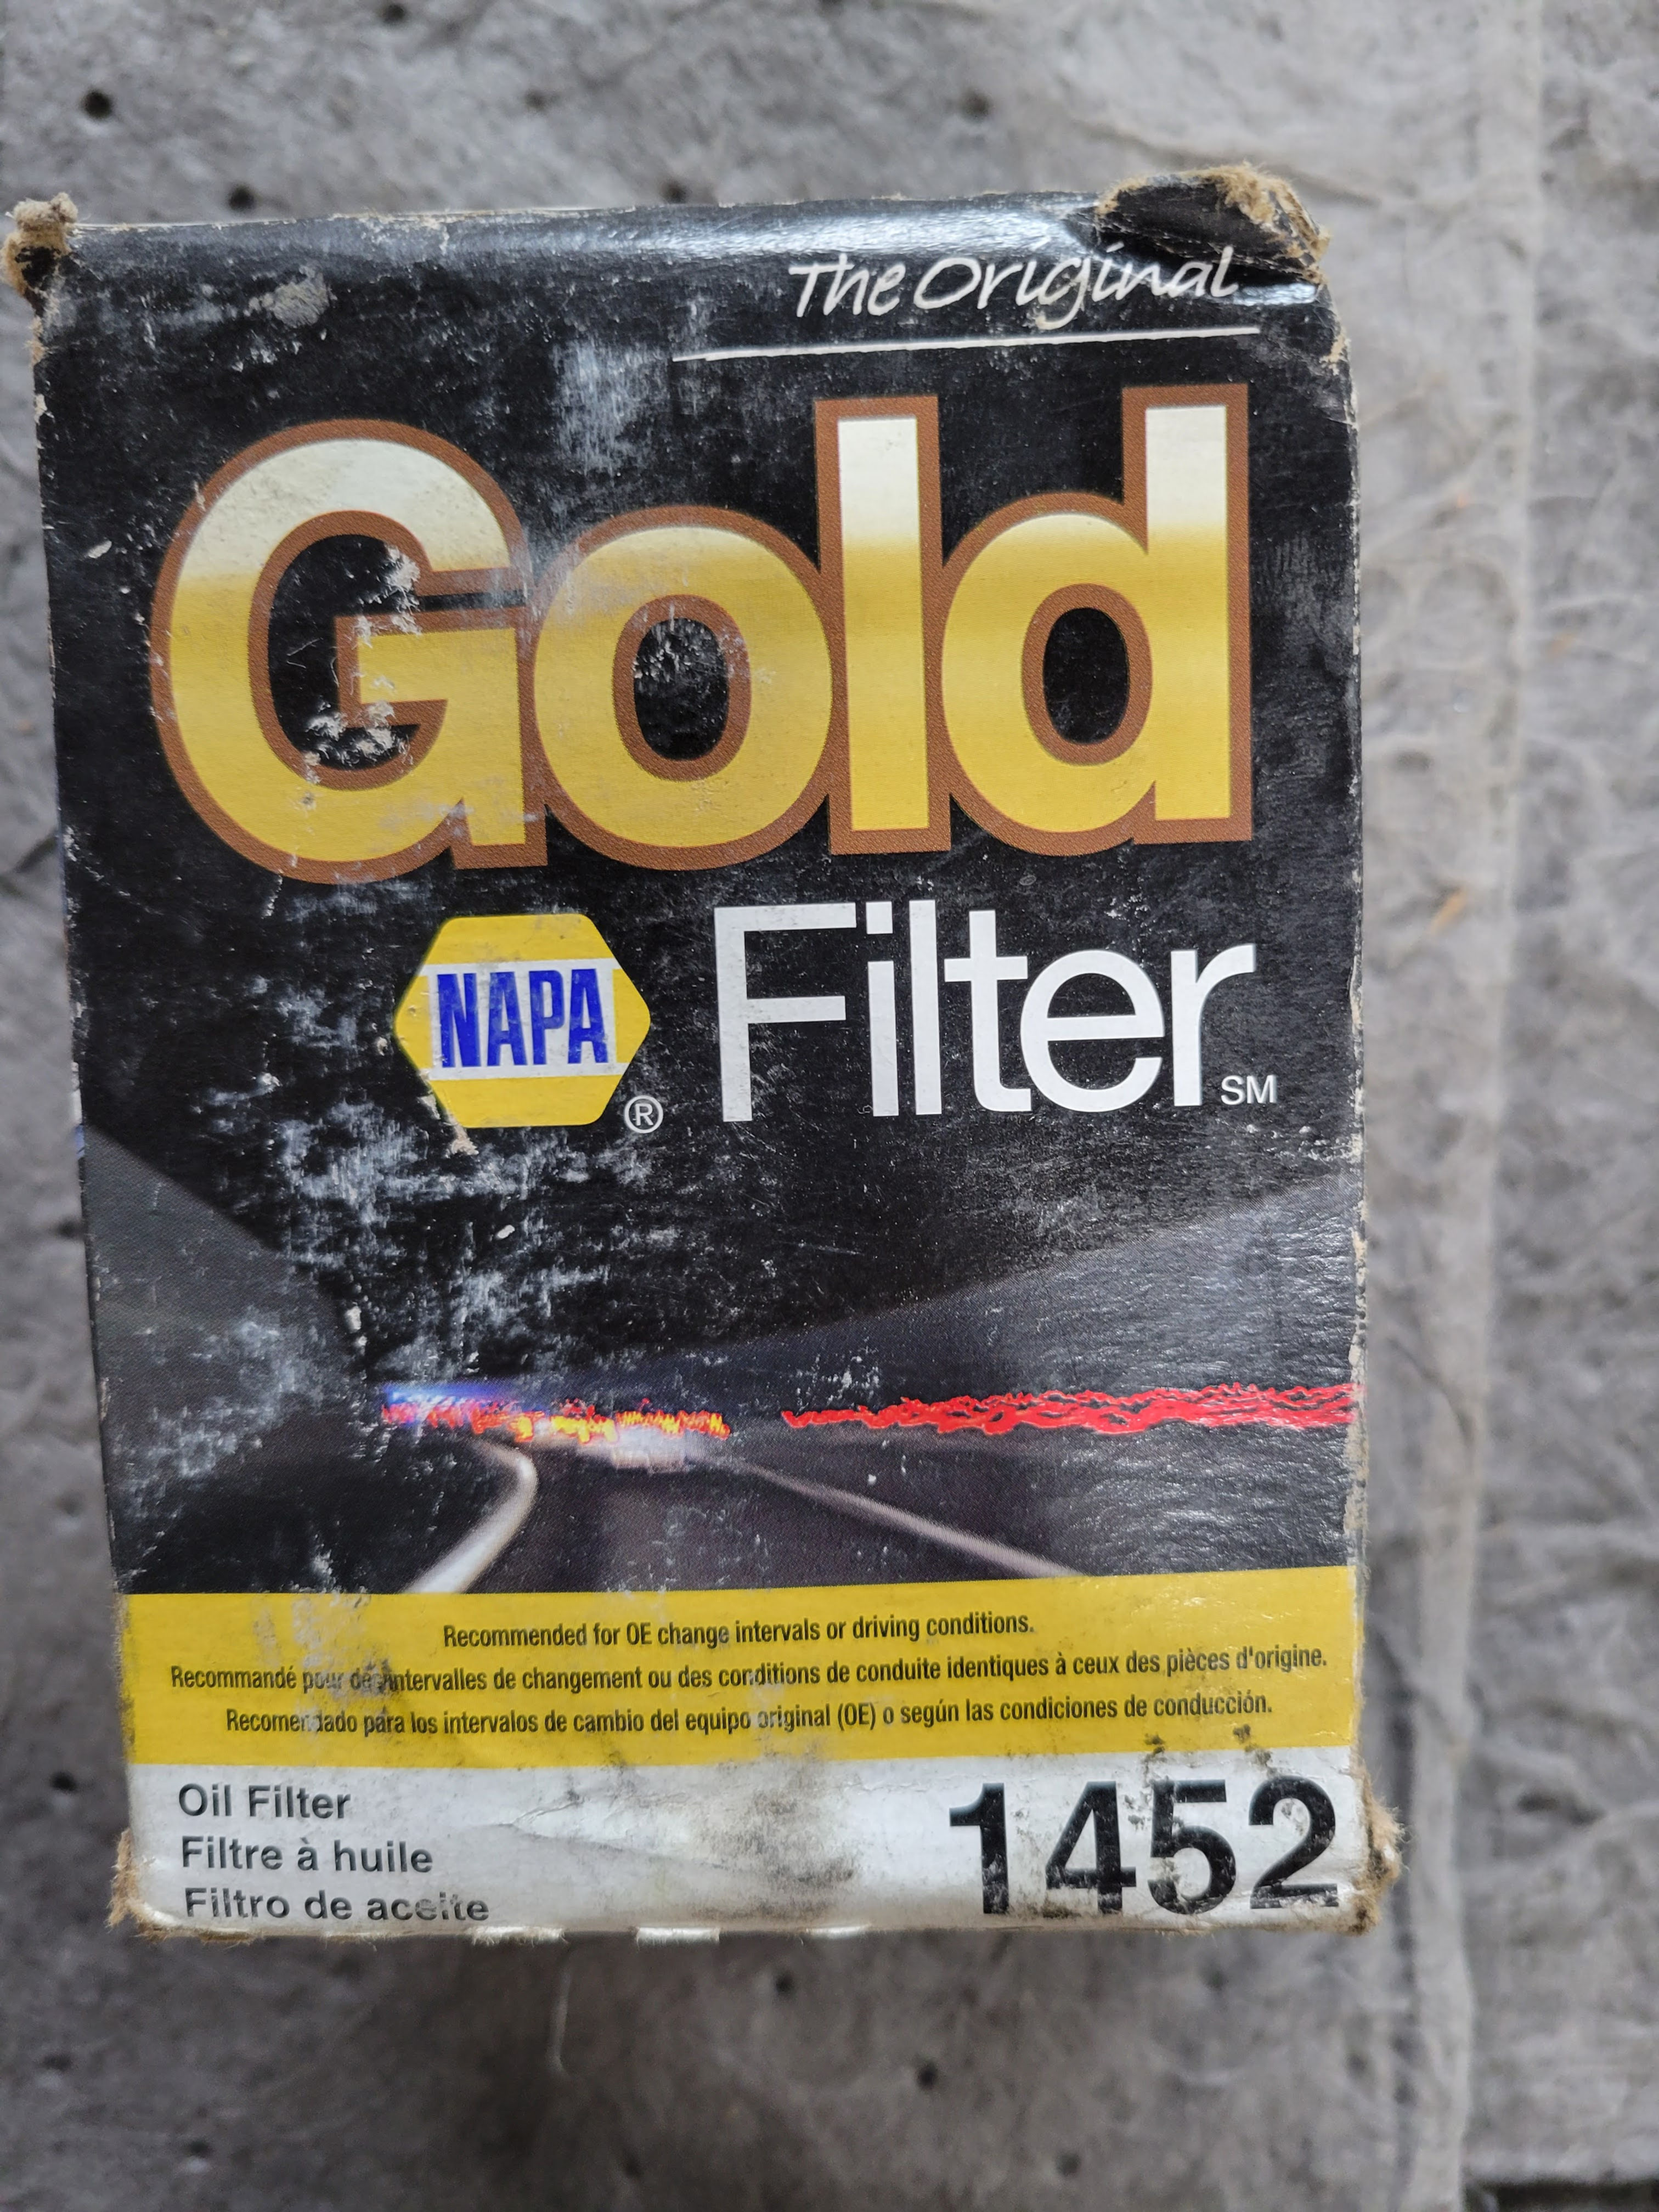 The Original
Gold
NAPA® Filter SM
Recommended for OE change intervals or driving conditions.
Recommandé pour des intervalles de changement ou des conditions de conduite identiques à ceux des pièces d'origine.
Recomendado para los intervalos de cambio del equipo original (OE) o según las condiciones de conducción.
Oil Filter
Filtre à huile
Filtro de aceite
1452